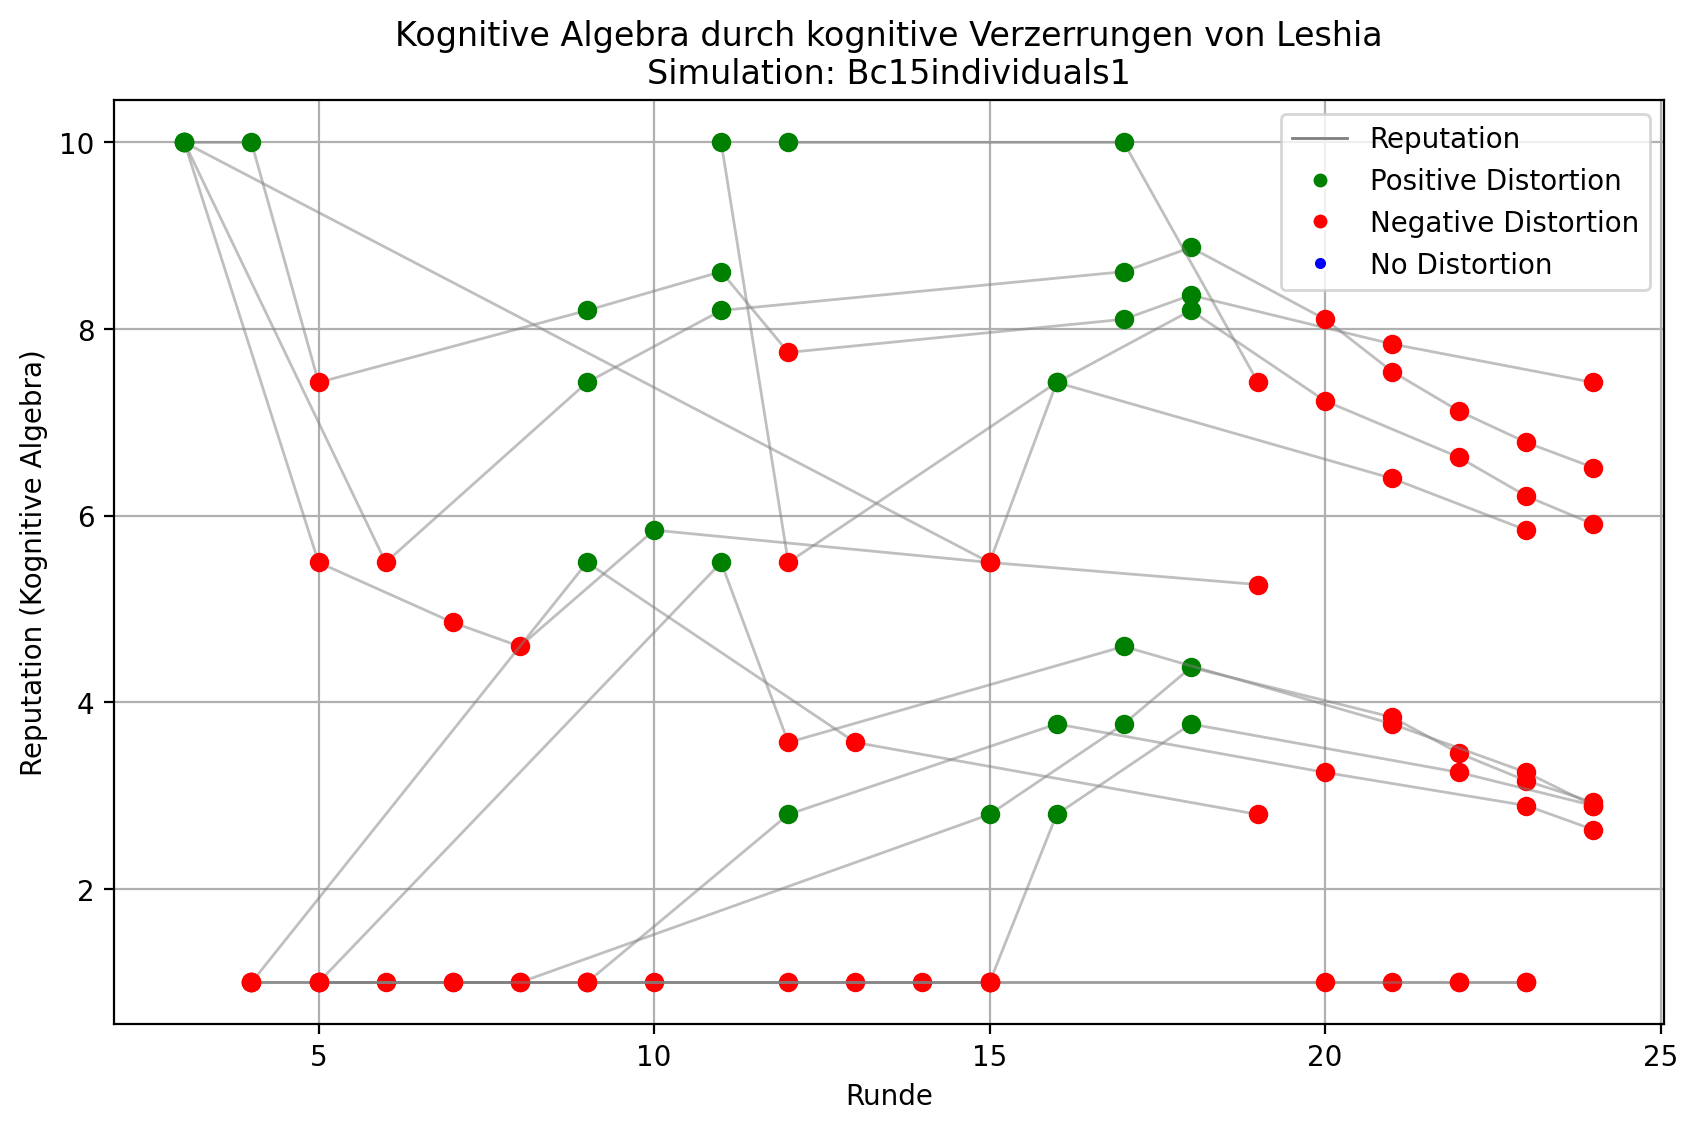 Kognitive Algebra durch kognitive Verzerrungen von Leshia
Simulation: Bc15individuals1
Reputation
Positive Distortion
Negative Distortion
No Distortion
Reputation (Kognitive Algebra)
10
8
6
4
2
5
10
15
20
25
Runde